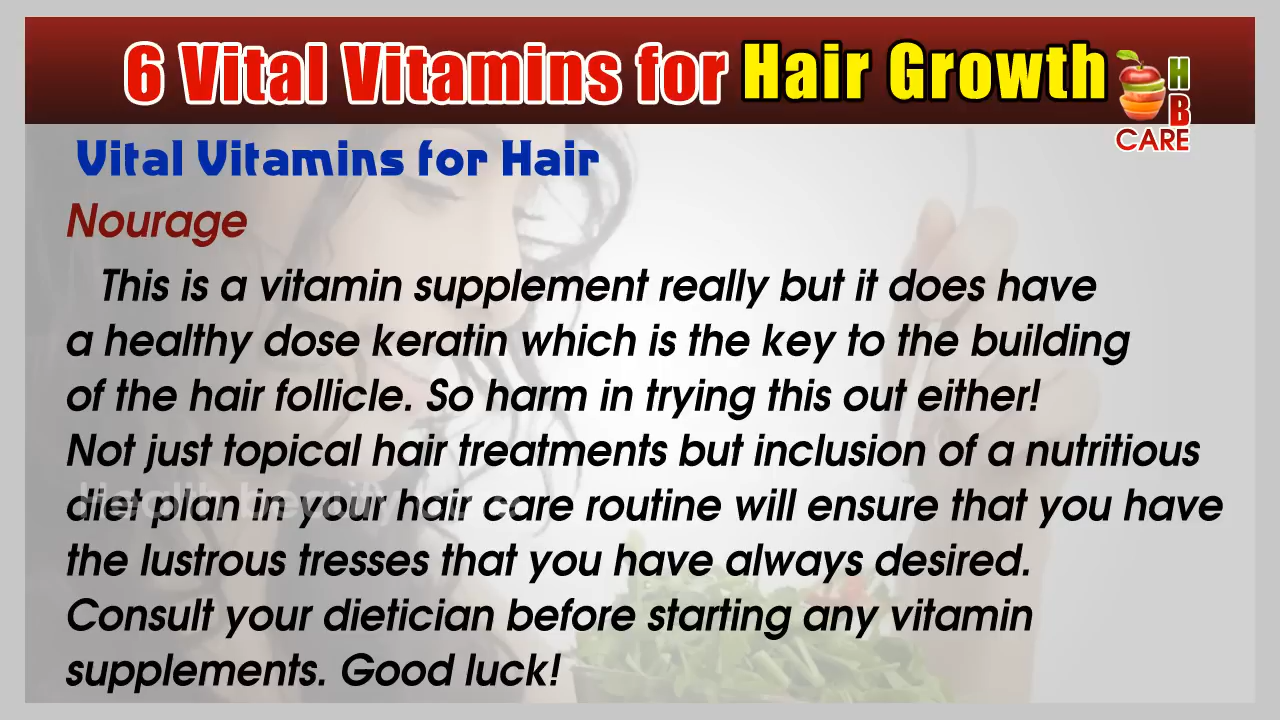 6 Vital Vitamins for Hair Growth
HB
CARE
Vital Vitamins for Hair
Nourage
This is a vitamin supplement really but it does have
a healthy dose keratin which is the key to the building
of the hair follicle. So harm in trying this out either!
Not just topical hair treatments but inclusion of a nutritious
diet plan in your hair care routine will ensure that you have
the lustrous tresses that you have always desired.
Consult your dietician before starting any vitamin
supplements. Good luck!